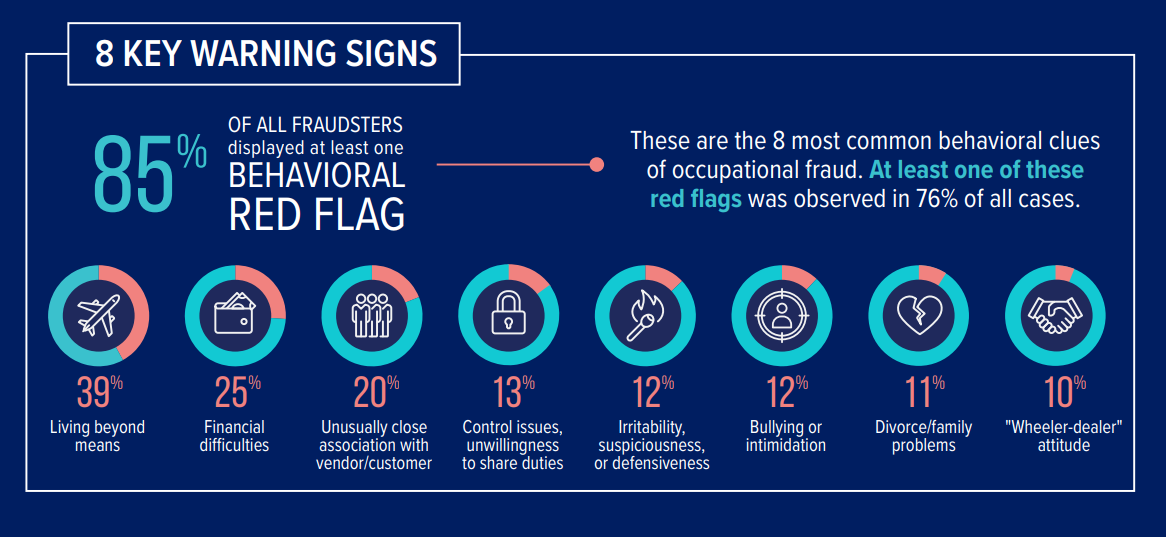 8 KEY WARNING SIGNS
85%
OF ALL FRAUDSTERS
displayed at least one
BEHAVIORAL
RED FLAG
These are the 8 most common behavioral clues
of occupational fraud. At least one of these
red flags was observed in 76% of all cases.
39%
Living beyond
means
25%
Financial
difficulties
20%
Unusually close
association with
vendor/customer
13%
Control issues,
unwillingness
to share duties
12%
Irritability,
suspiciousness,
or defensiveness
12%
Bullying or
intimidation
11%
Divorce/family
problems
10%
"Wheeler-dealer"
attitude